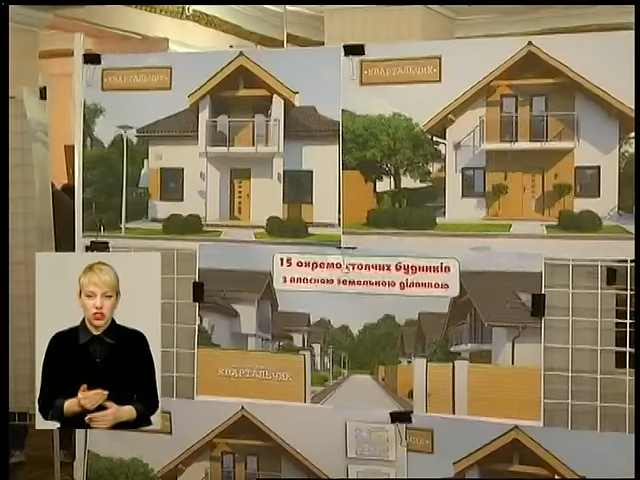 КВАРТАЛЬЧИК
КВАРТАЛЬЧИК
15 окремо стоячих будинків
з власною земельною ділянкою
КВАРТАЛЬЧИК